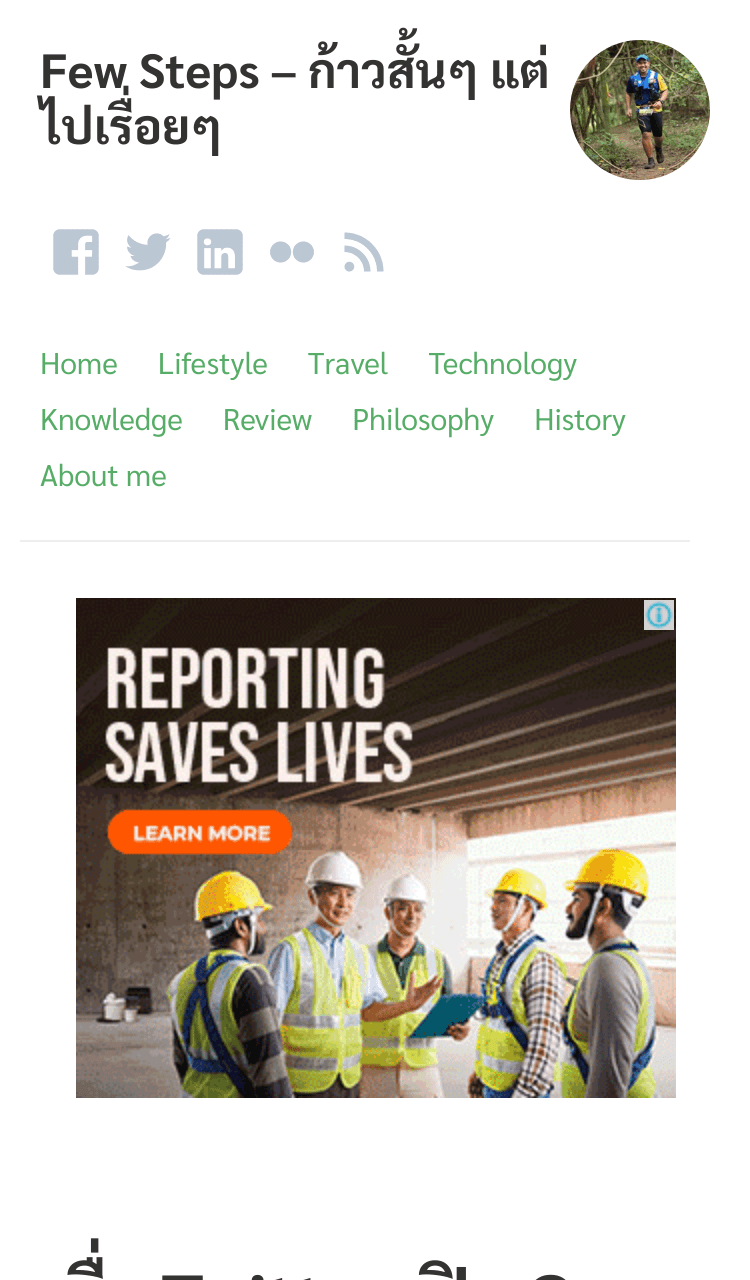 Few Steps – ก้าวสั้นๆ แต่
ไปเรื่อยๆ
Home Lifestyle Travel Technology
Knowledge Review Philosophy History
About me
REPORTING
SAVES LIVES
LEARN MORE